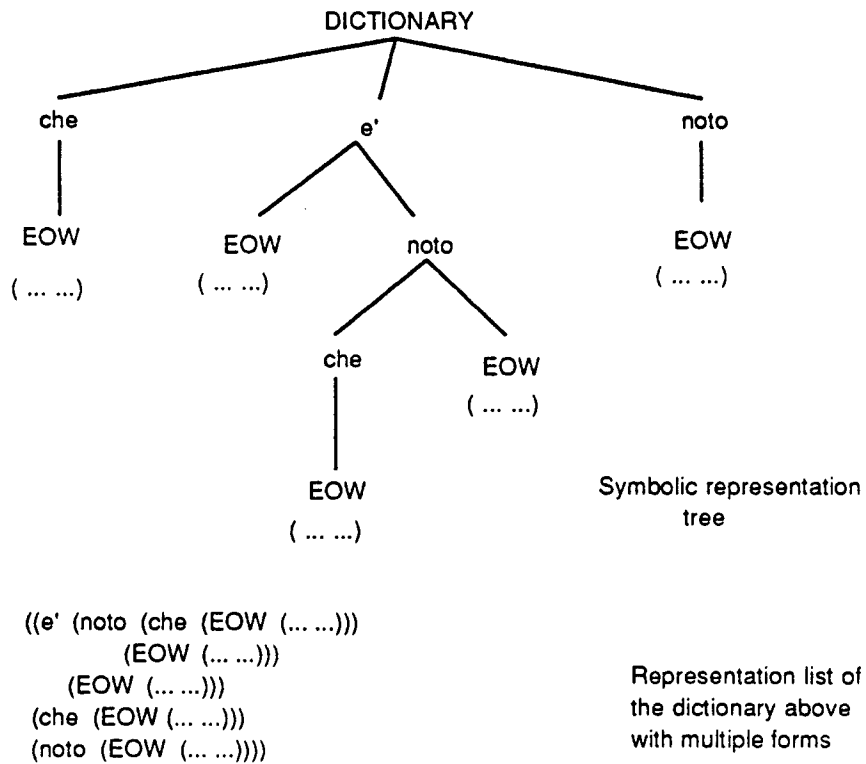 DICTIONARY
che e' noto
EOW EOW noto EOW
( ... ...) ( ... ...) ( ... ...)
che EOW
( ... ...)
EOW
( ... ...)
Symbolic representation
tree
((e' (noto (che (EOW (... ...)))
(EOW (... ...)))
(EOW (... ...)))
(che (EOW (... ...)))
(noto (EOW (... ...))))
Representation list of
the dictionary above
with multiple forms